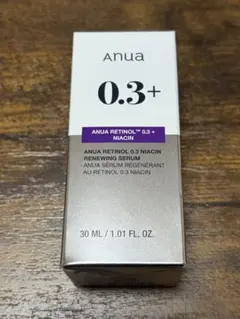 Anua
0.3+
ANUA RETINOL™ 0.3 +
NIACIN
ANUA RETINOL 0.3 NIACIN
RENEWING SERUM
ANUA SÉRUM RÉGÉNÉRANT
AU RÉTINOL 0.3 NIACIN
30 ML / 1.01 FL. OZ.